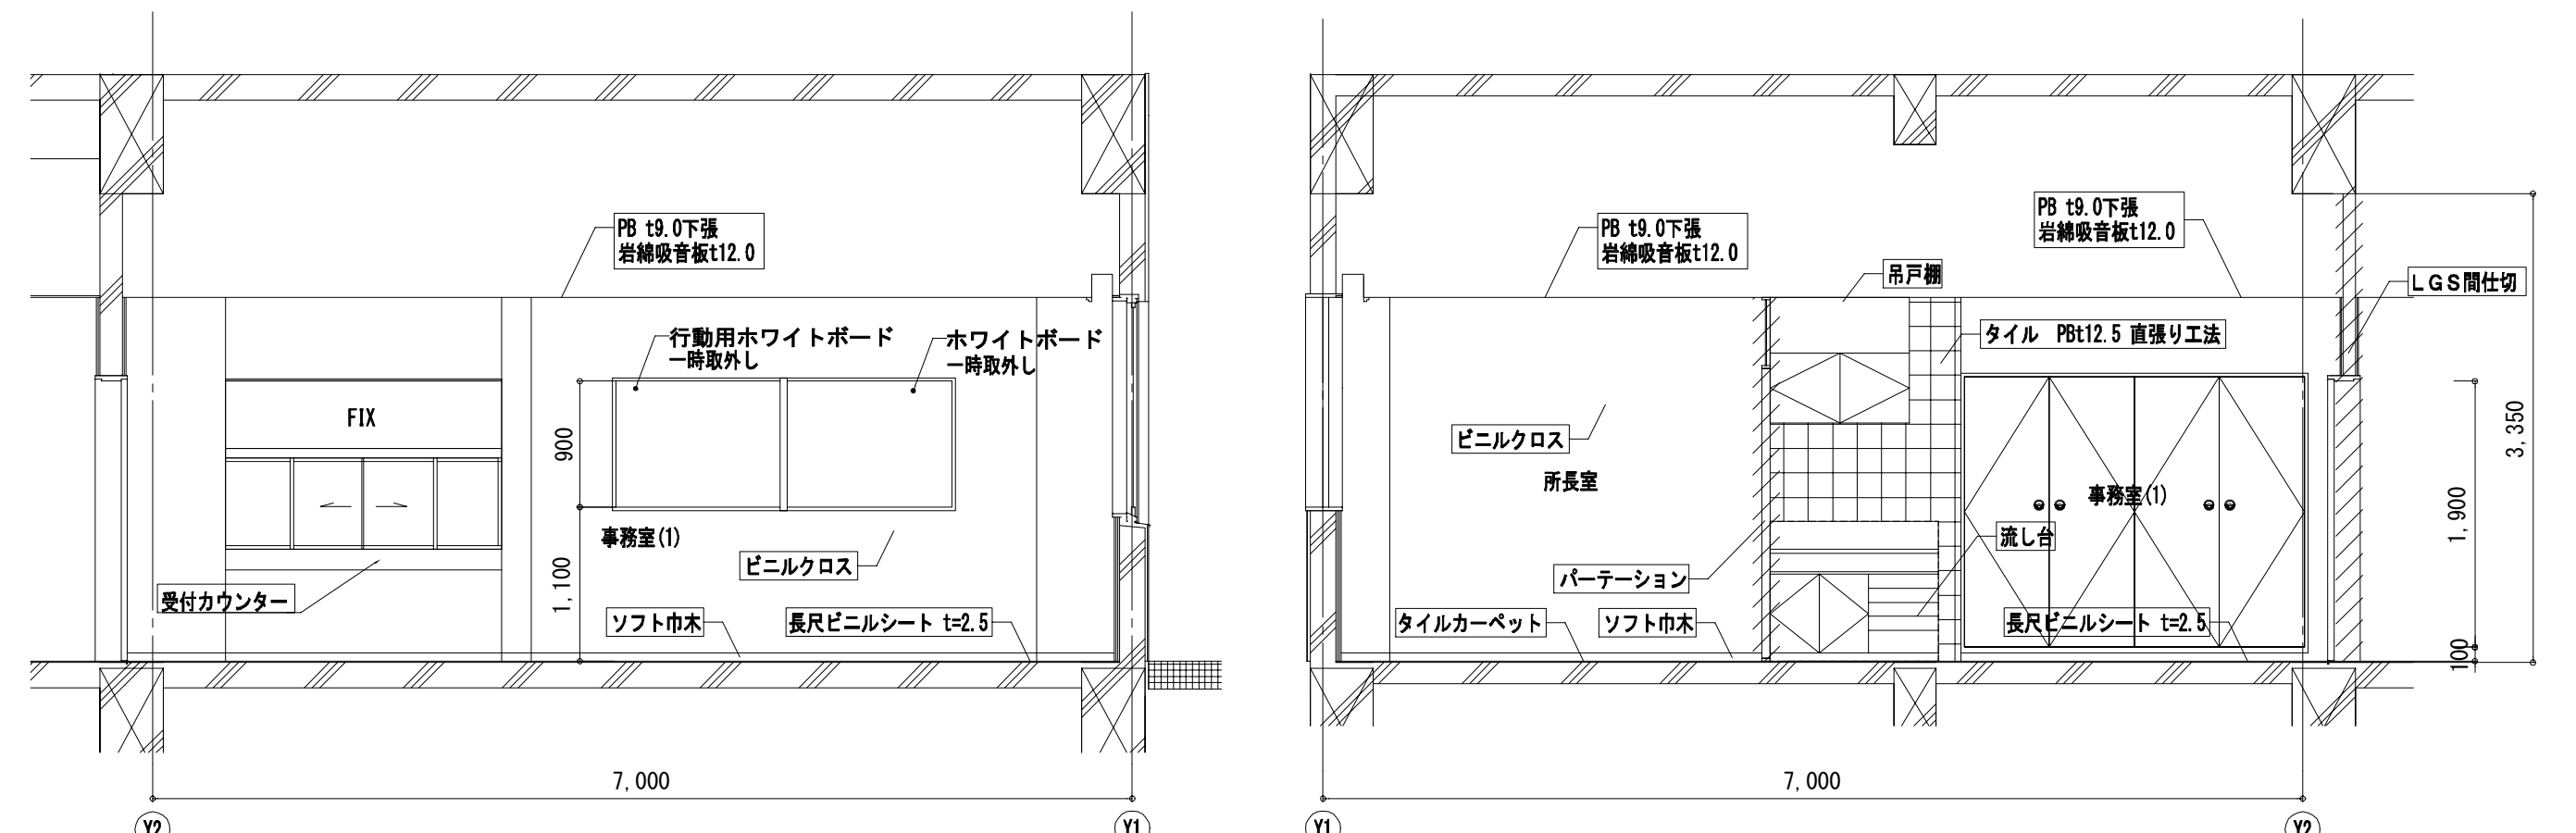 PB t9.0下張
岩綿吸音板t12.0
行動用ホワイトボード
一時取外し
ホワイトボード
一時取外し
FIX
900
事務室(1)
ビニルクロス
1,100
受付カウンター
ソフト巾木
長尺ビニルシート t=2.5
7,000
Y2
Y1
PB t9.0下張
岩綿吸音板t12.0
PB t9.0下張
岩綿吸音板t12.0
吊戸棚
LGS間仕切
タイル PBt12.5 直張り工法
ビニルクロス
所長室
事務室(1)
流し台
パーテーション
タイルカーペット
ソフト巾木
長尺ビニルシート t=2.5
3,350
1,900
100
7,000
Y1
Y2